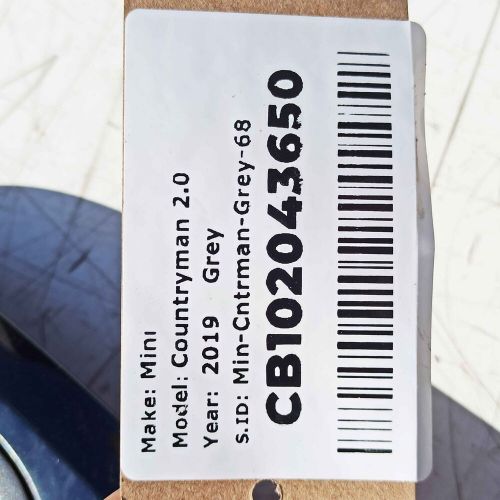 Make: Mini
Model: Countryman 2.0
Year: 2019 Grey
S.ID: Min-Cntrman-Grey-68
CB102043650